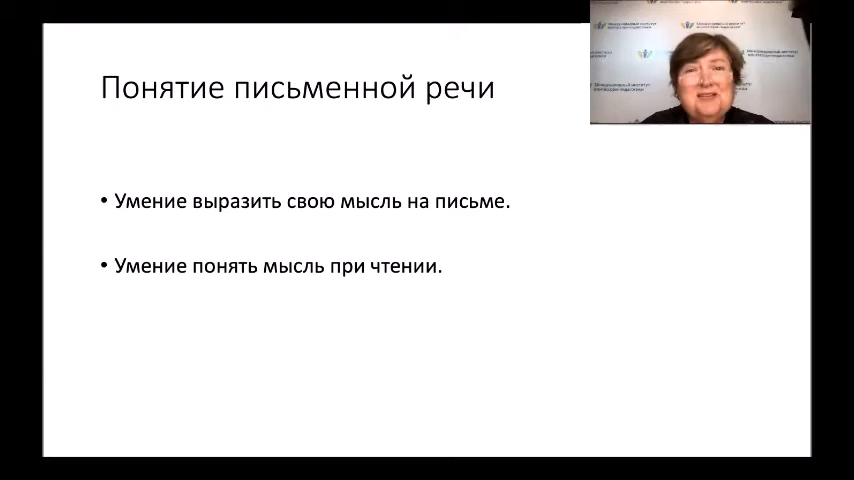 Понятие письменной речи
• Умение выразить свою мысль на письме.
• Умение понять мысль при чтении.